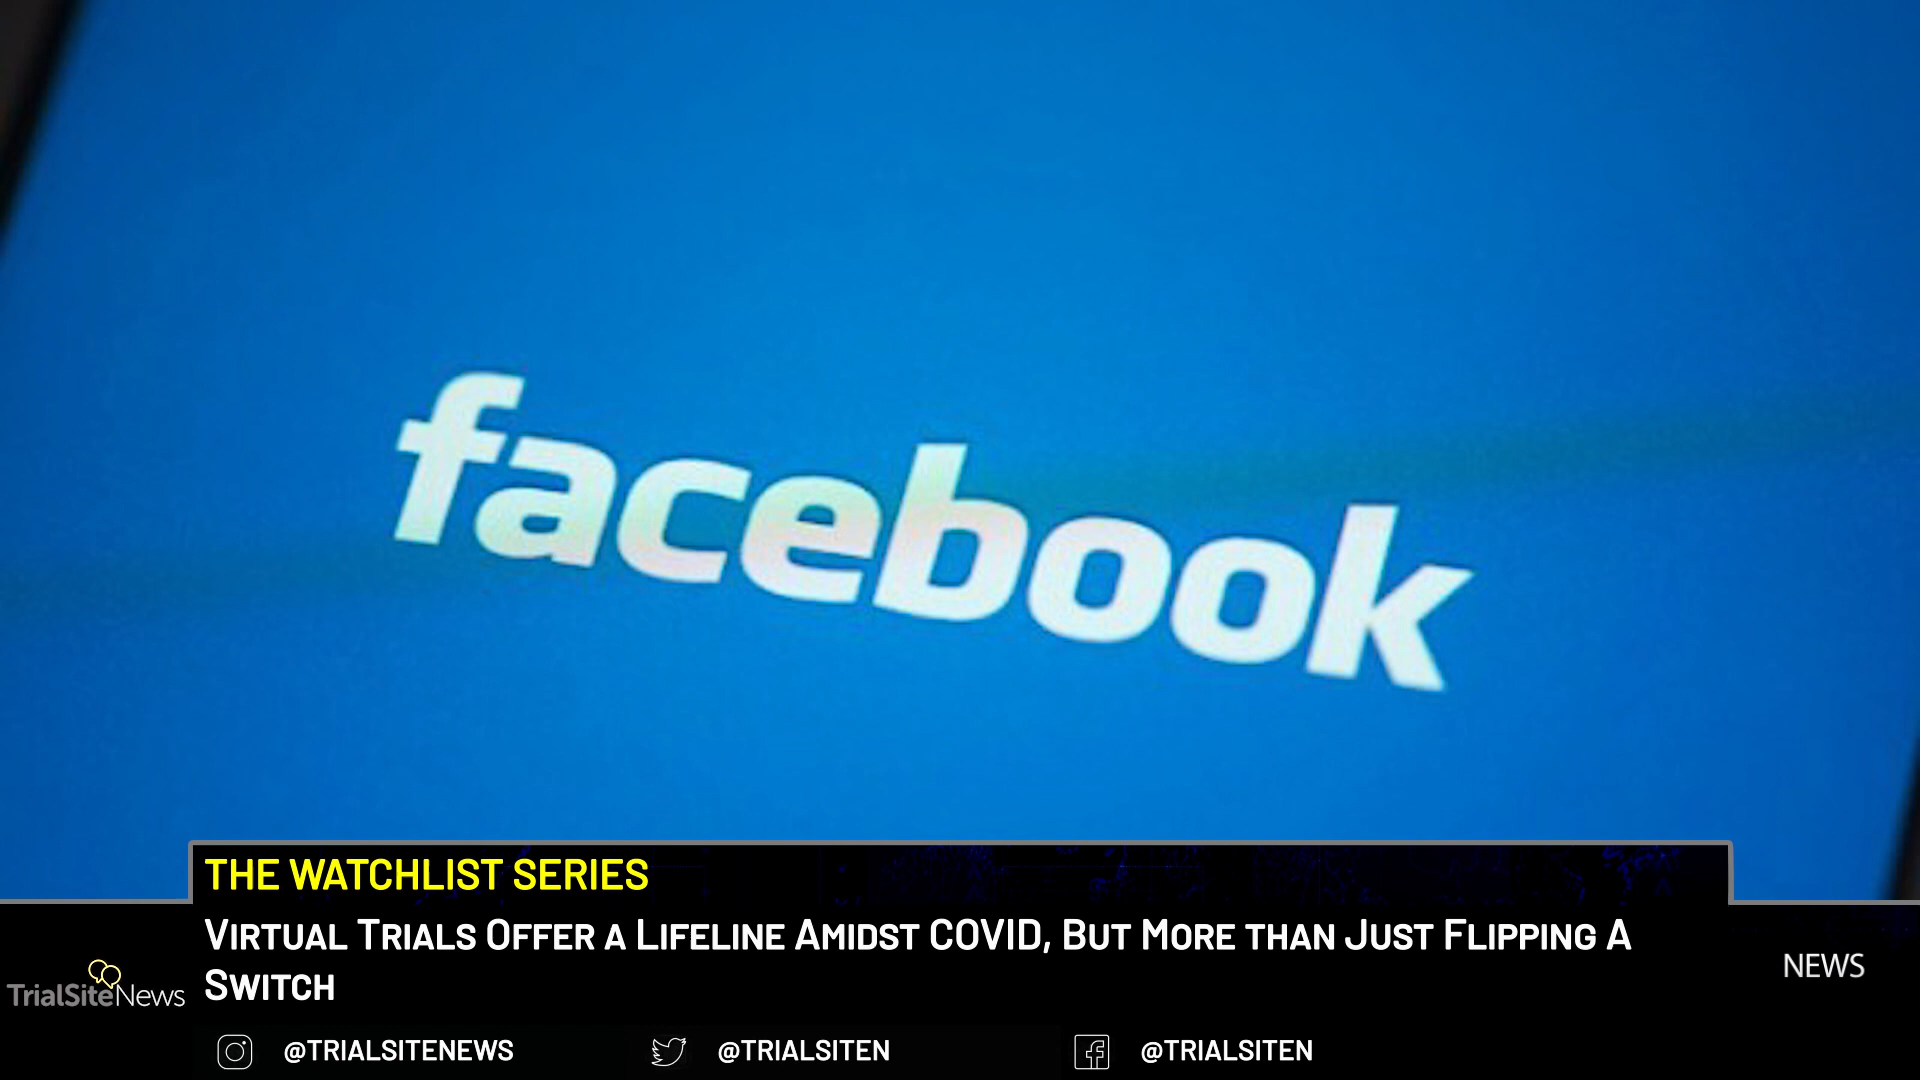 facebook
THE WATCHLIST SERIES
Virtual Trials Offer a Lifeline Amidst COVID, But More than Just Flipping A
Switch
TrialSiteNews
NEWS
@TRIALSITENEWS @TRIALSITEN @TRIALSITEN